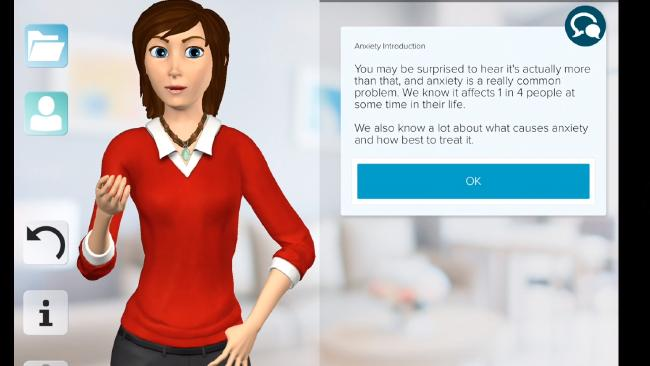 Anxiety Introduction
You may be surprised to hear it's actually more
than that, and anxiety is a really common
problem. We know it affects 1 in 4 people at
some time in their life.
We also know a lot about what causes anxiety
and how best to treat it.
OK
i